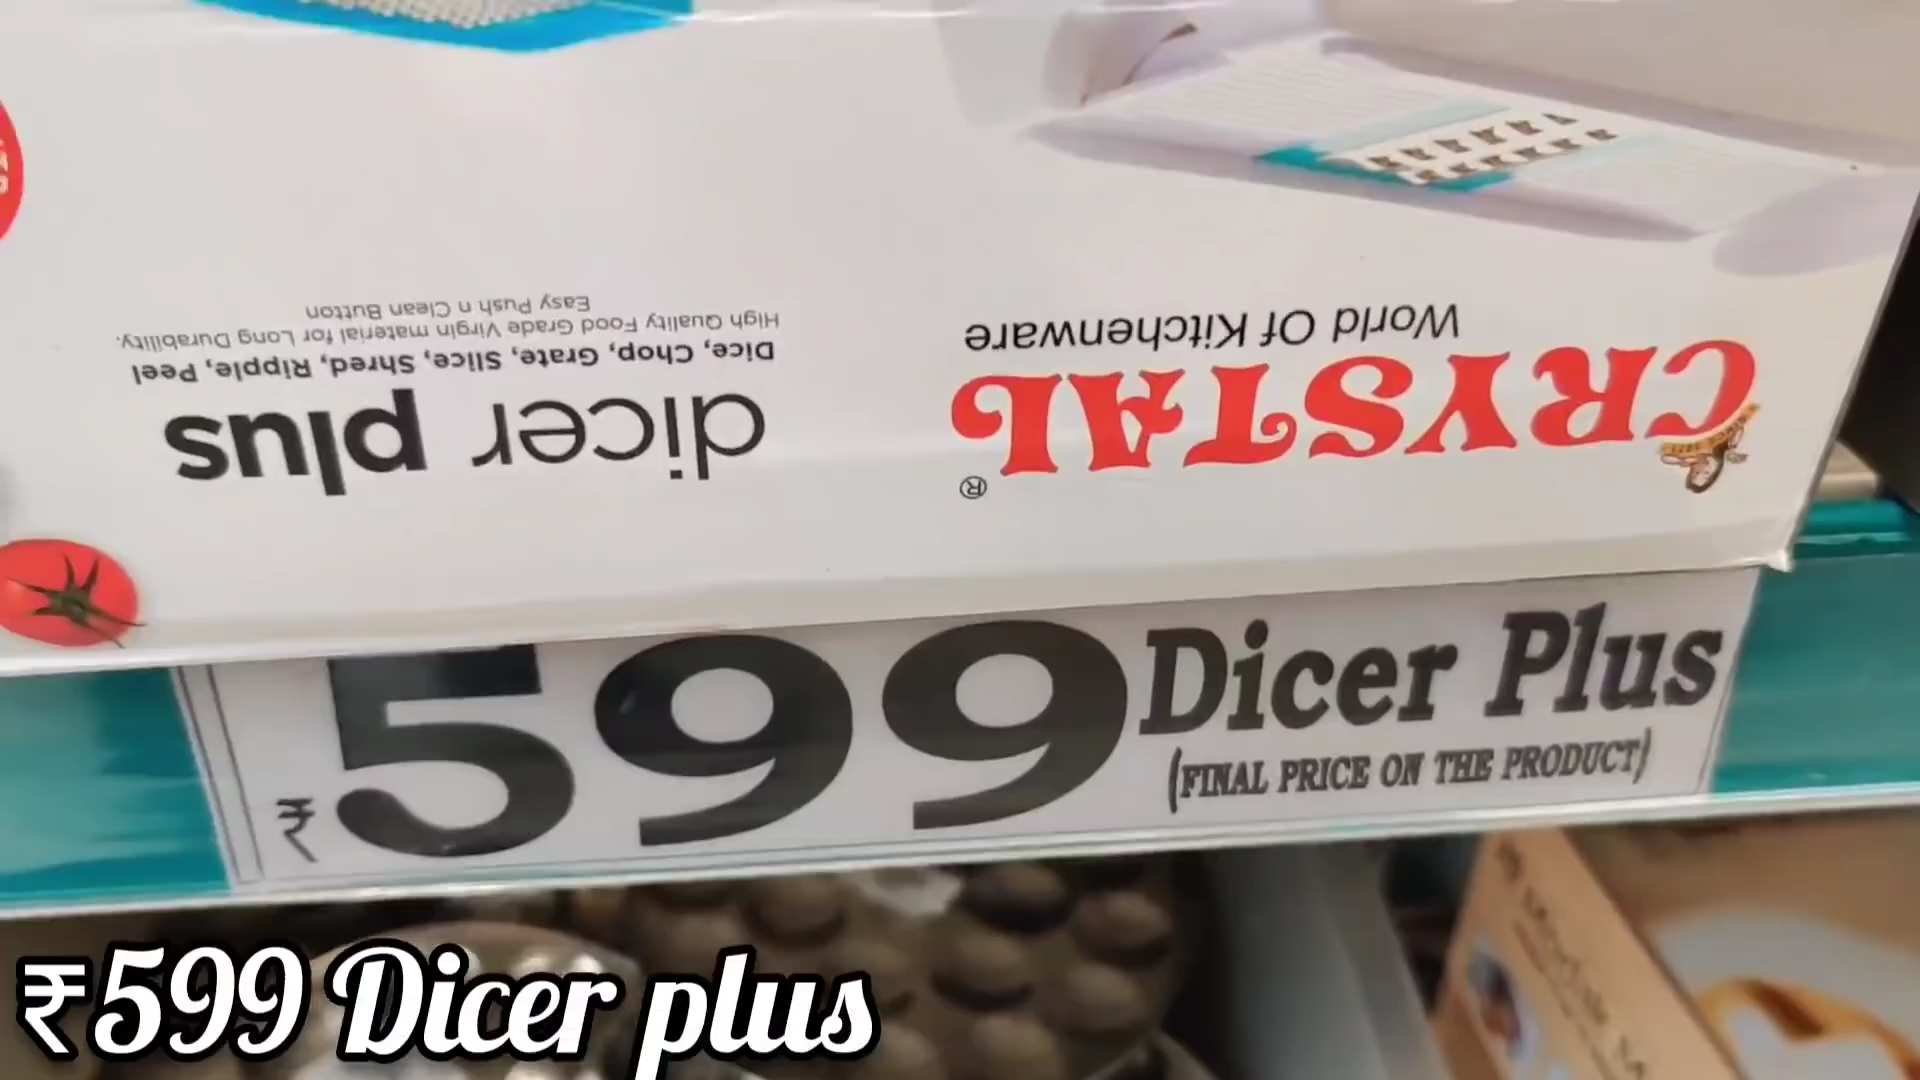 CRYSTAL®
World Of Kitchenware
dicer plus
Dice, Chop, Grate, Slice, Shred, Ripple, Peel
High Quality Food Grade Virgin material for Long Durability.
Easy Push n Clean Button
₹599 Dicer Plus
(FINAL PRICE ON THE PRODUCT)
₹599 Dicer plus